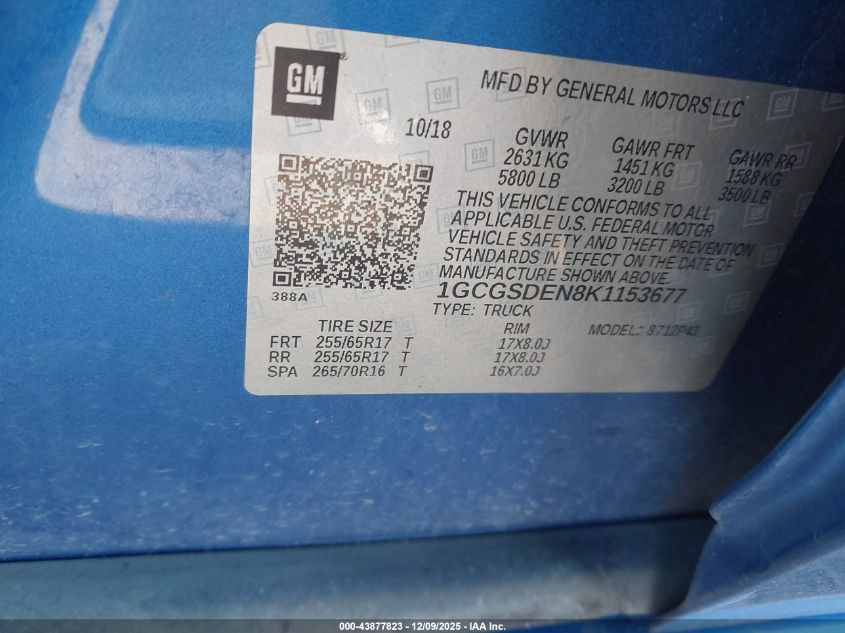 GM
MFD BY GENERAL MOTORS LLC
10/18
GVWR GAWR FRT GAWR RR
2631 KG 1451 KG 1588 KG
5800 LB 3200 LB 3500 LB
THIS VEHICLE CONFORMS TO ALL
APPLICABLE U.S. FEDERAL MOTOR
VEHICLE SAFETY AND THEFT PREVENTION
STANDARDS IN EFFECT ON THE DATE OF
MANUFACTURE SHOWN ABOVE.
388A
1GCGSDEN8K1153677
TYPE: TRUCK MODEL: 8712P43
TIRE SIZE RIM
FRT 255/65R17 T 17X8.0J
RR 255/65R17 T 17X8.0J
SPA 265/70R16 T 16X7.0J
000-43877823 / 12/09/2025 / IAA Inc.